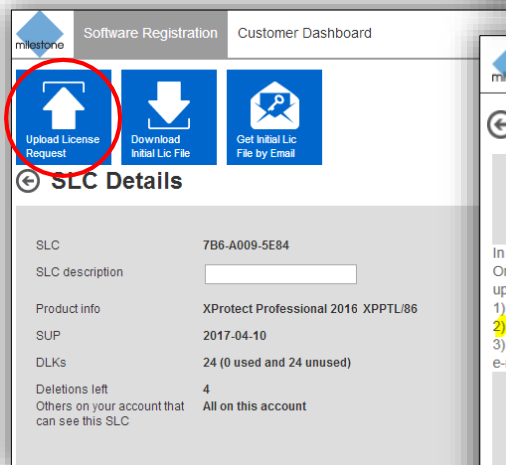 milestone
Software Registration Customer Dashboard
Upload License
Request
Download
Initial Lic File
Get Initial Lic
File by Email
SLC Details
SLC 7B6-A009-5E84
SLC description
Product info XProtect Professional 2016 XPPTL/86
SUP 2017-04-10
DLKs 24 (0 used and 24 unused)
Deletions left 4
Others on your account that All on this account
can see this SLC
In
up
1)
2)
3)